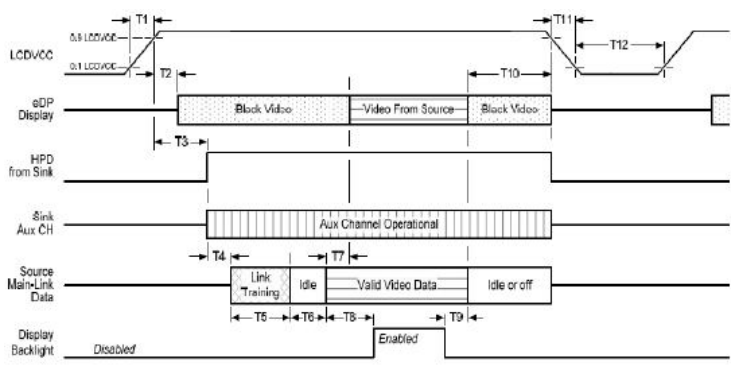 T1
T11
0.9 LCDVCC
LCDVCC
T12
0.1 LCDVCC
T2
T10
eDP
Display
Black Video
Video From Source
Black Video
T3
HPD
from Sink
Sink
Aux CH
Aux Channel Operational
T4
T7
Source
Main-Link
Data
Link
Training
Idle
Valid Video Data
Idle or off
T5
T6
T8
T9
Display
Backlight
Disabled
Enabled